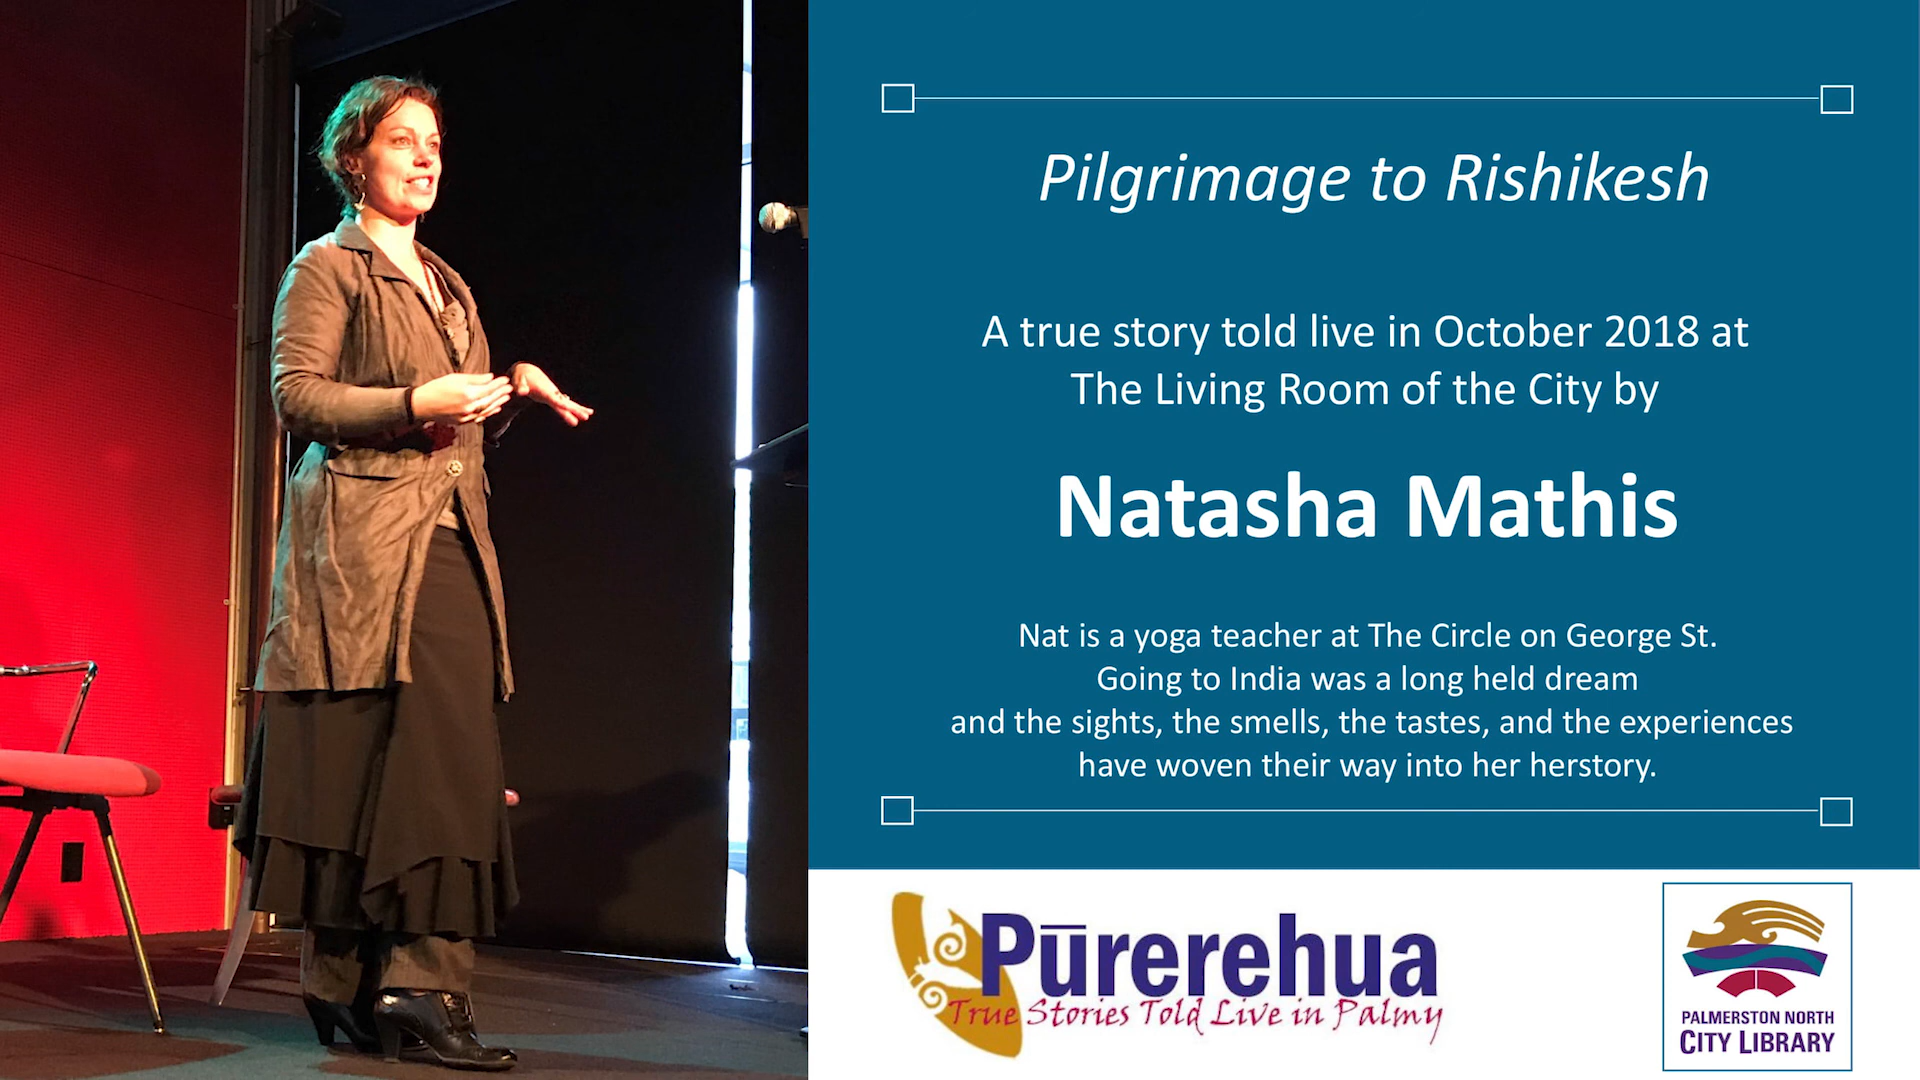 Pilgrimage to Rishikesh
A true story told live in October 2018 at
The Living Room of the City by
Natasha Mathis
Nat is a yoga teacher at The Circle on George St.
Going to India was a long held dream
and the sights, the smells, the tastes, and the experiences
have woven their way into her herstory.
Pūrerehua
True Stories Told Live in Palmy
PALMERSTON NORTH
CITY LIBRARY